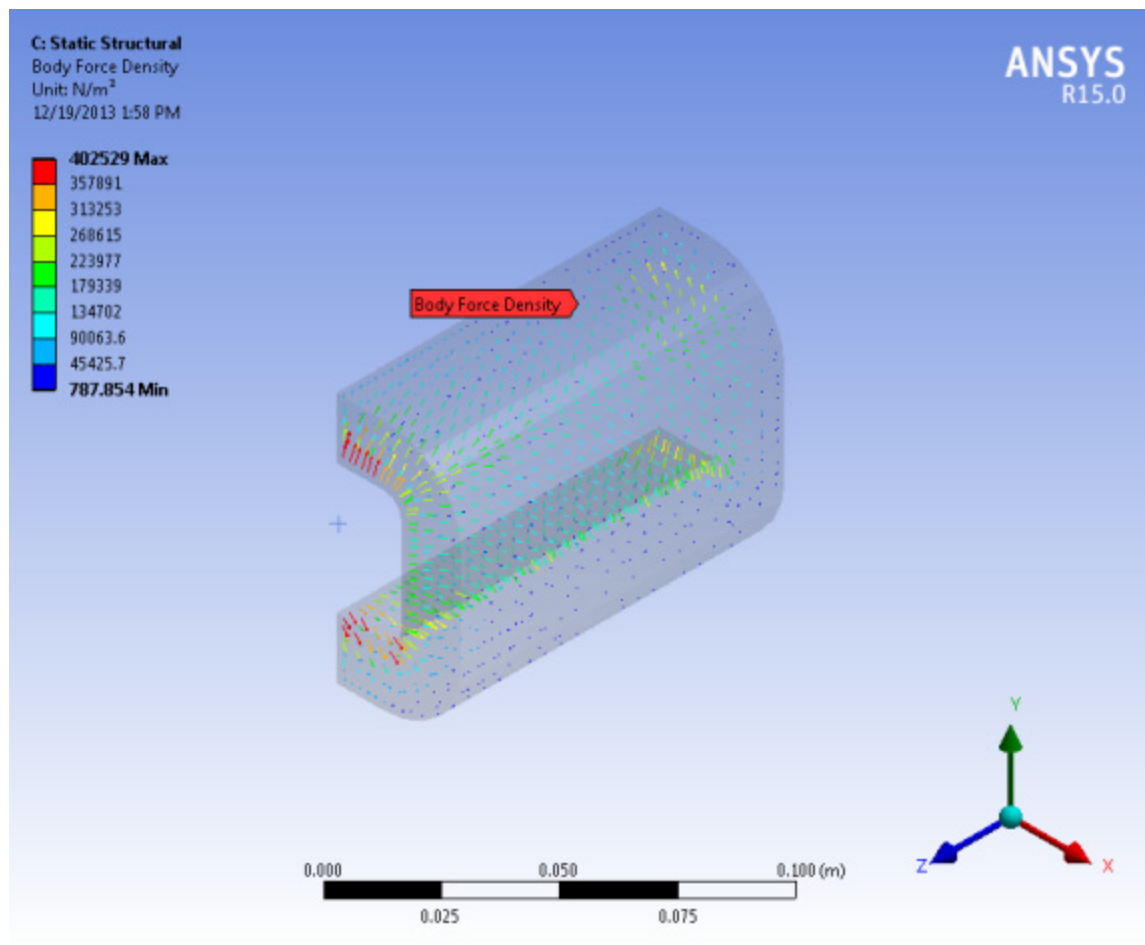 C: Static Structural
Body Force Density
Unit: N/m³
12/19/2013 1:58 PM
ANSYS
R15.0
402529 Max
357891
313253
268615
223977
179339
134702
90063.6
45425.7
787.854 Min
Body Force Density
Y
Z
X
0.000
0.050
0.100 (m)
0.025
0.075